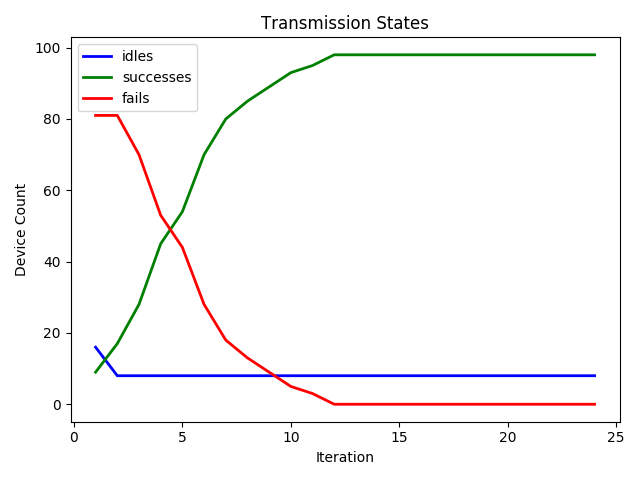 Transmission States
idles
successes
fails
Device Count
100
80
60
40
20
0
0 5 10 15 20 25
Iteration